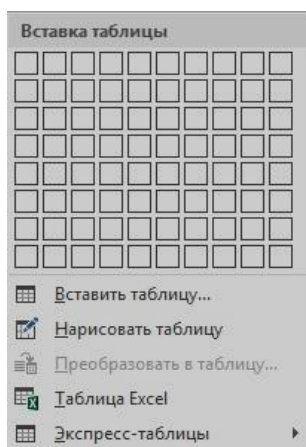 Вставка таблицы
Вставить таблицу...
Нарисовать таблицу
Преобразовать в таблицу...
Таблица Excel
Экспресс-таблицы